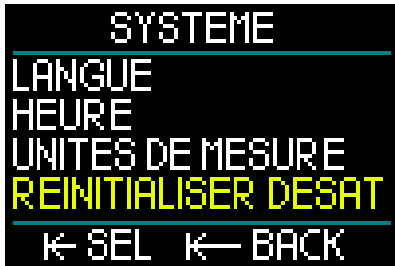 SYSTEME
LANGUE
HEURE
UNITES DE MESURE
REINITIALISER DESAT
SEL BACK